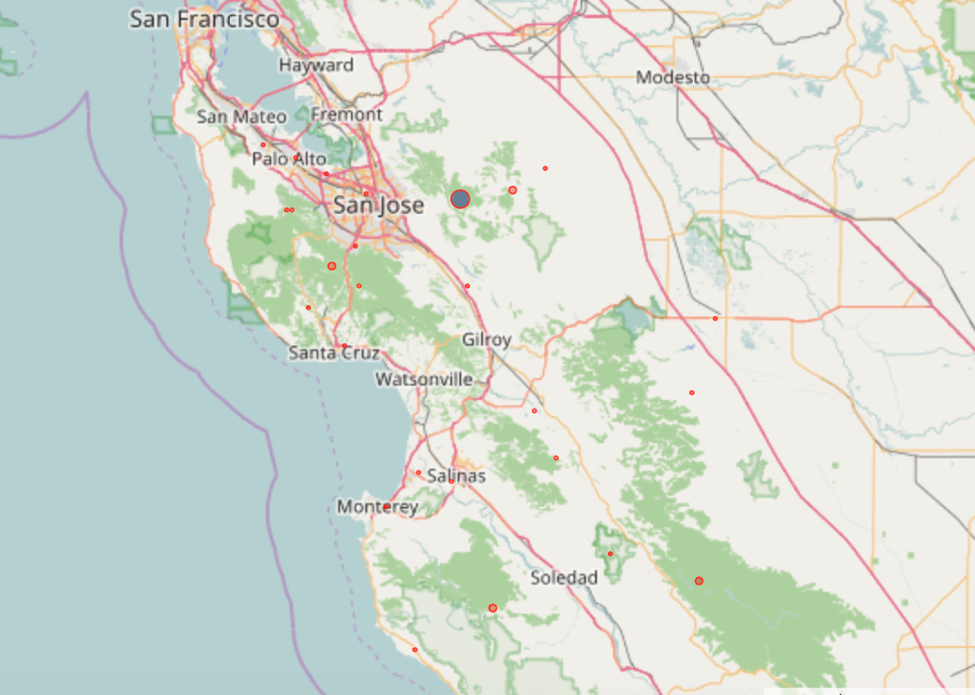 San Francisco
Hayward
Modesto
San Mateo
Fremont
Palo Alto
San Jose
Gilroy
Santa Cruz
Watsonville
Salinas
Monterey
Soledad